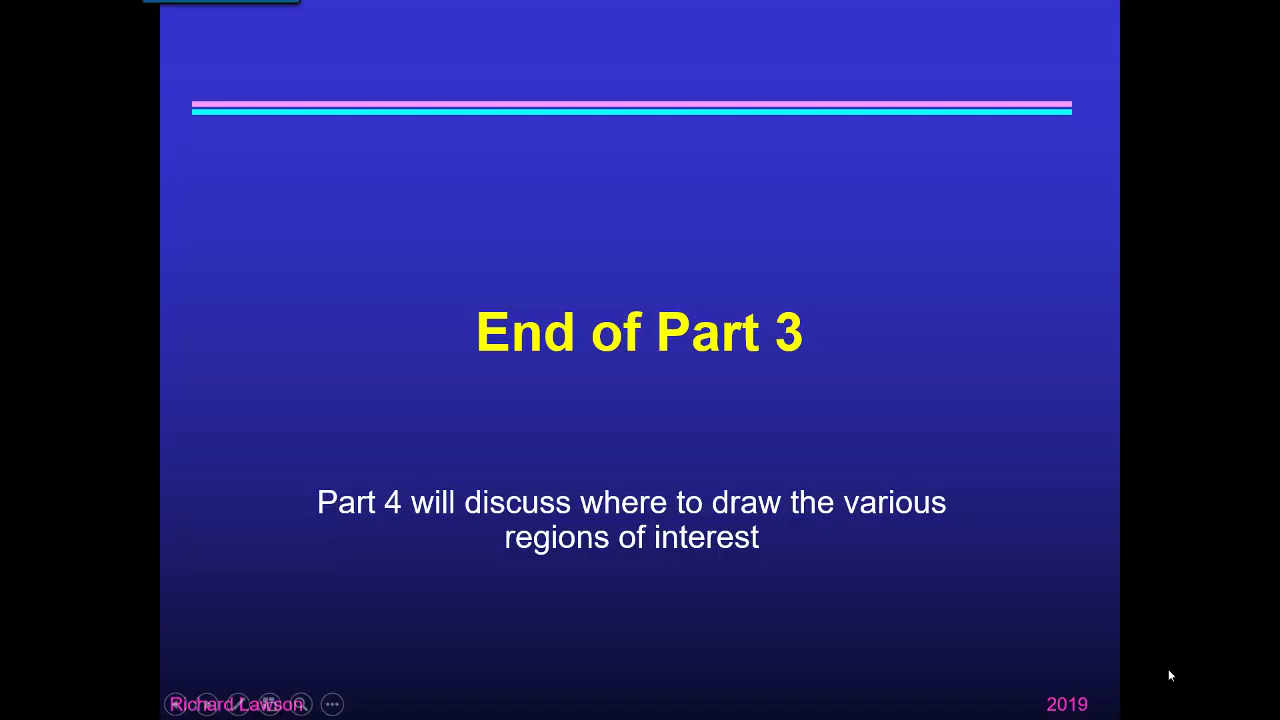 End of Part 3
Part 4 will discuss where to draw the various
regions of interest
Richard Lawson
2019